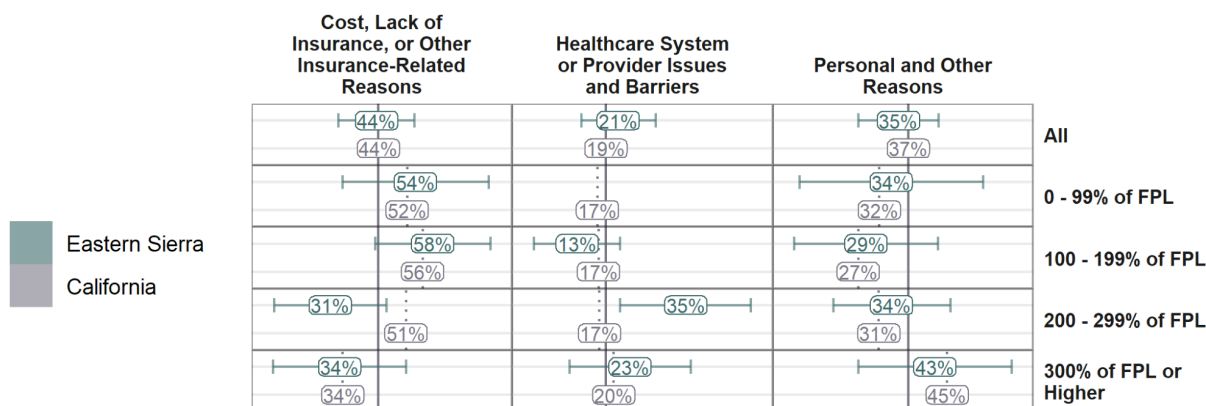 Cost, Lack of
Insurance, or Other
Insurance-Related
Reasons
Healthcare System
or Provider Issues
and Barriers
Personal and Other
Reasons
44% 21% 35% All
44% 19% 37%
54% 34% 0 - 99% of FPL
52% 17% 32%
58% 13% 29% 100 - 199% of FPL
56% 17% 27%
31% 35% 34% 200 - 299% of FPL
51% 17% 31%
34% 23% 43% 300% of FPL or
Higher
34% 20% 45%
Eastern Sierra
California